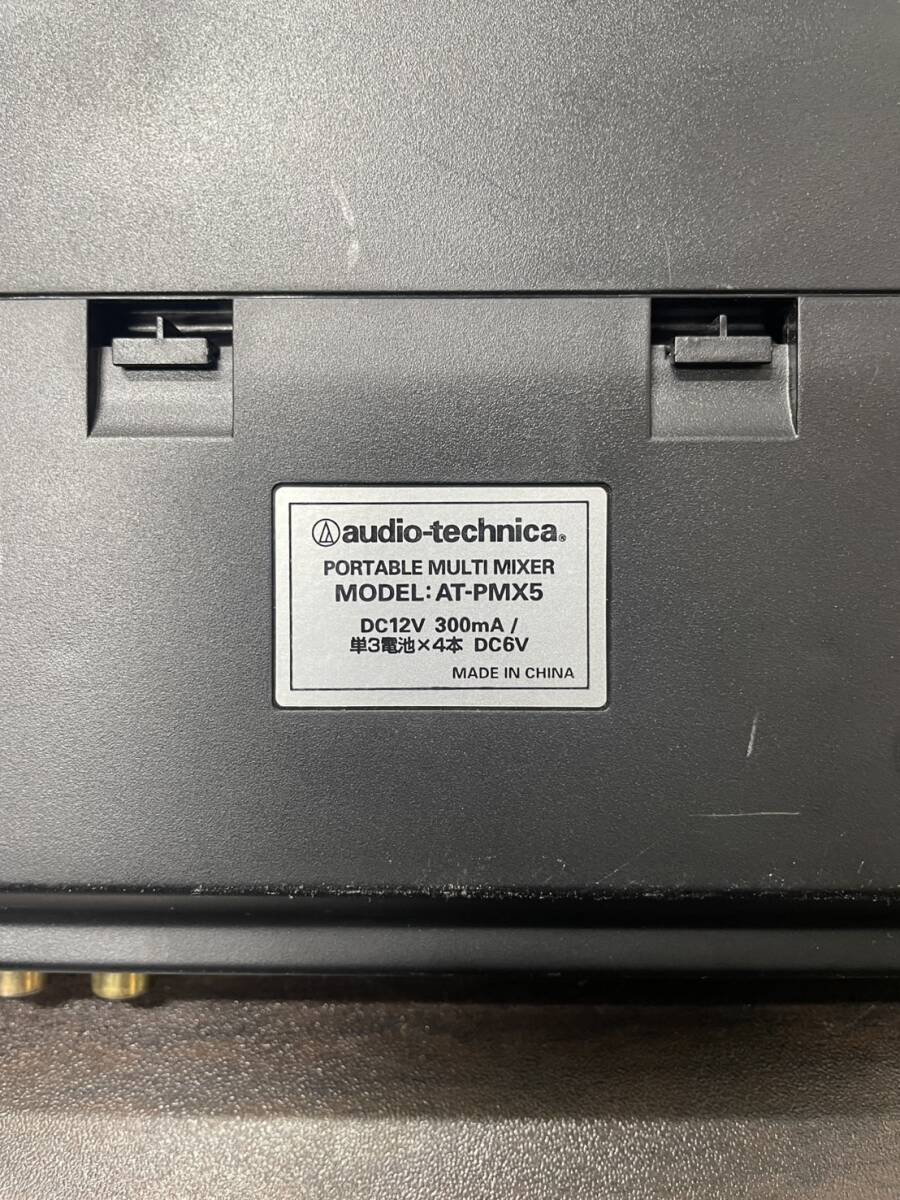 audio-technica®
PORTABLE MULTI MIXER
MODEL: AT-PMX5
DC12V 300mA /
単3電池×4本 DC6V
MADE IN CHINA